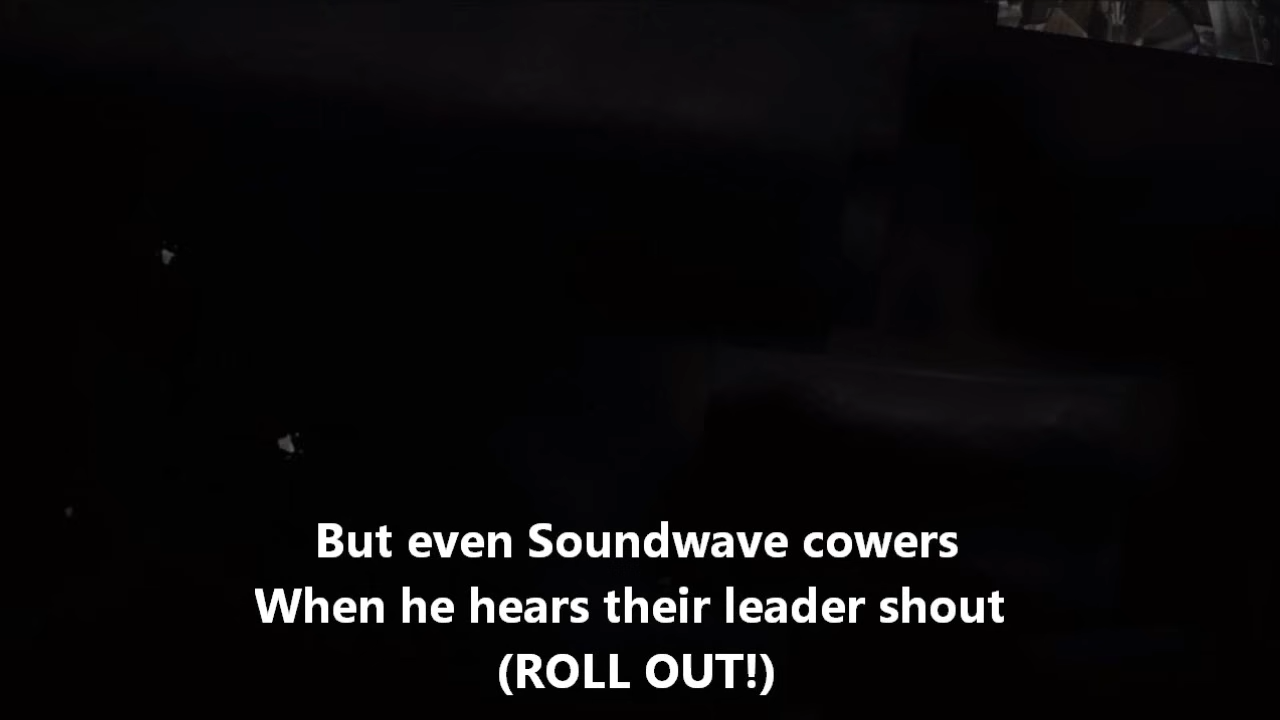 But even Soundwave cowers
When he hears their leader shout
(ROLL OUT!)